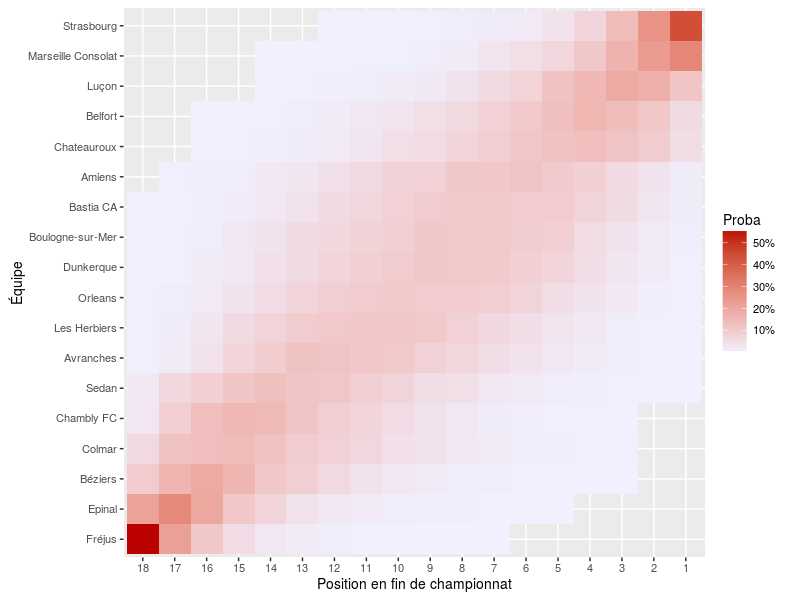 Strasbourg
Marseille Consolat
Luçon
Belfort
Chateauroux
Amiens
Bastia CA
Boulogne-sur-Mer
Dunkerque
Orleans
Les Herbiers
Avranches
Sedan
Chambly FC
Colmar
Béziers
Epinal
Fréjus
Équipe
18 17 16 15 14 13 12 11 10 9 8 7 6 5 4 3 2 1
Position en fin de championnat
Proba
50%
40%
30%
20%
10%